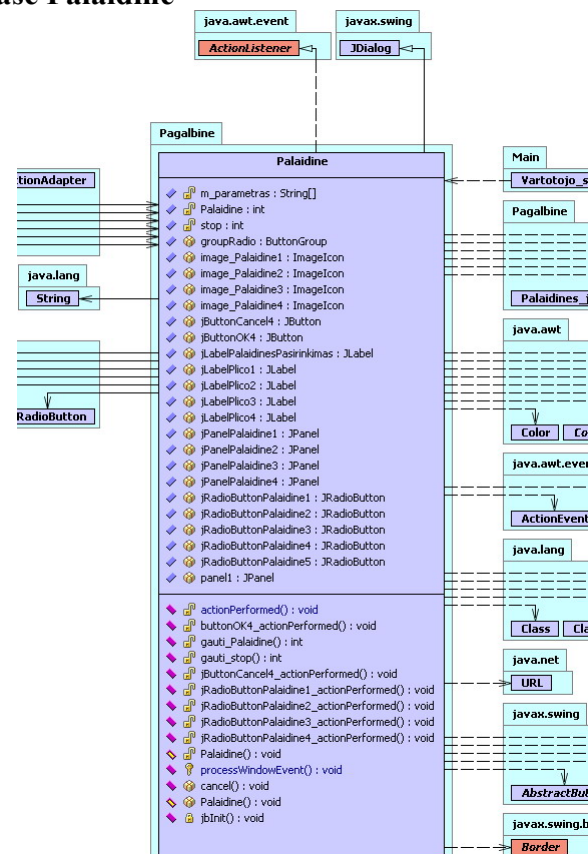 java.awt.event
javax.swing
ActionListener
JDialog
Pagalbine
Palaidine
m_parametras : String[]
Palaidine : int
stop : int
groupRadio : ButtonGroup
image_Palaidine1 : ImageIcon
image_Palaidine2 : ImageIcon
image_Palaidine3 : ImageIcon
image_Palaidine4 : ImageIcon
jButtonCancel4 : JButton
jButtonOK4 : JButton
jLabelPalaidinesPasirinkimas : JLabel
jLabelPlico1 : JLabel
jLabelPlico2 : JLabel
jLabelPlico3 : JLabel
jLabelPlico4 : JLabel
jPanelPalaidine1 : JPanel
jPanelPalaidine2 : JPanel
jPanelPalaidine3 : JPanel
jPanelPalaidine4 : JPanel
jRadioButtonPalaidine1 : JRadioButton
jRadioButtonPalaidine2 : JRadioButton
jRadioButtonPalaidine3 : JRadioButton
jRadioButtonPalaidine4 : JRadioButton
jRadioButtonPalaidine5 : JRadioButton
panel1 : JPanel
actionPerformed() : void
buttonOK4_actionPerformed() : void
gauti_Palaidine() : int
gauti_stop() : int
jButtonCancel4_actionPerformed() : void
jRadioButtonPalaidine1_actionPerformed() : void
jRadioButtonPalaidine2_actionPerformed() : void
jRadioButtonPalaidine3_actionPerformed() : void
jRadioButtonPalaidine4_actionPerformed() : void
Palaidine() : void
processWindowEvent() : void
cancel() : void
Palaidine() : void
jbInit() : void
ctionAdapter
java.lang
String
RadioButton
Main
Vartotojo_s
Pagalbine
Palaidines_
java.awt
Color Co
java.awt.even
ActionEvent
java.lang
Class Cla
java.net
URL
javax.swing
AbstractBut
javax.swing.b
Border